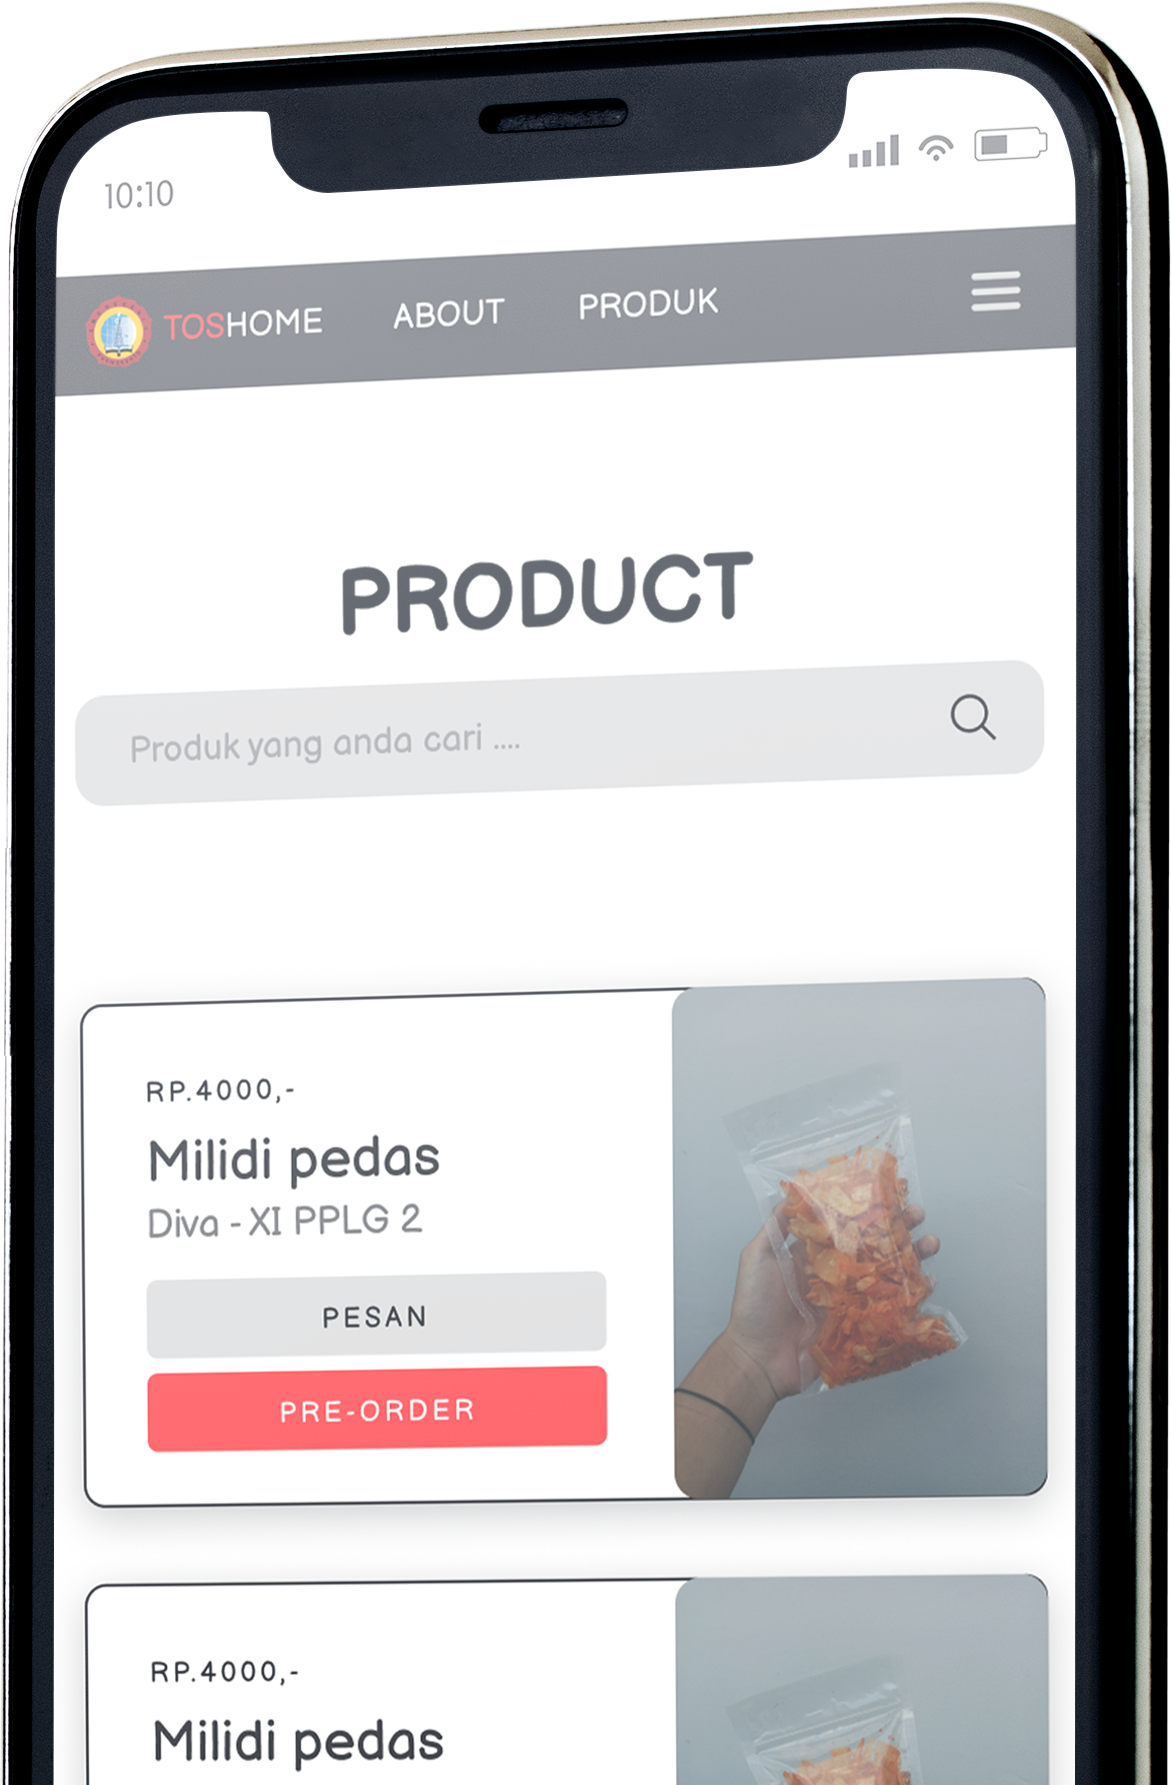 10:10
TOSHOME ABOUT PRODUK
PRODUCT
Produk yang anda cari ....
RP.4000,-
Milidi pedas
Diva - XI PPLG 2
PESAN
PRE-ORDER
RP.4000,-
Milidi pedas